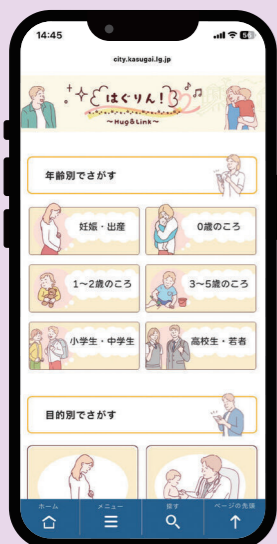 14:45
city.kasugai.lg.jp
はぐりん!
~Hug&Link~
年齢別でさがす
妊娠・出産
0歳のころ
1~2歳のころ
3~5歳のころ
小学生・中学生
高校生・若者
目的別でさがす
ホーム
メニュー
探す
ページの先頭